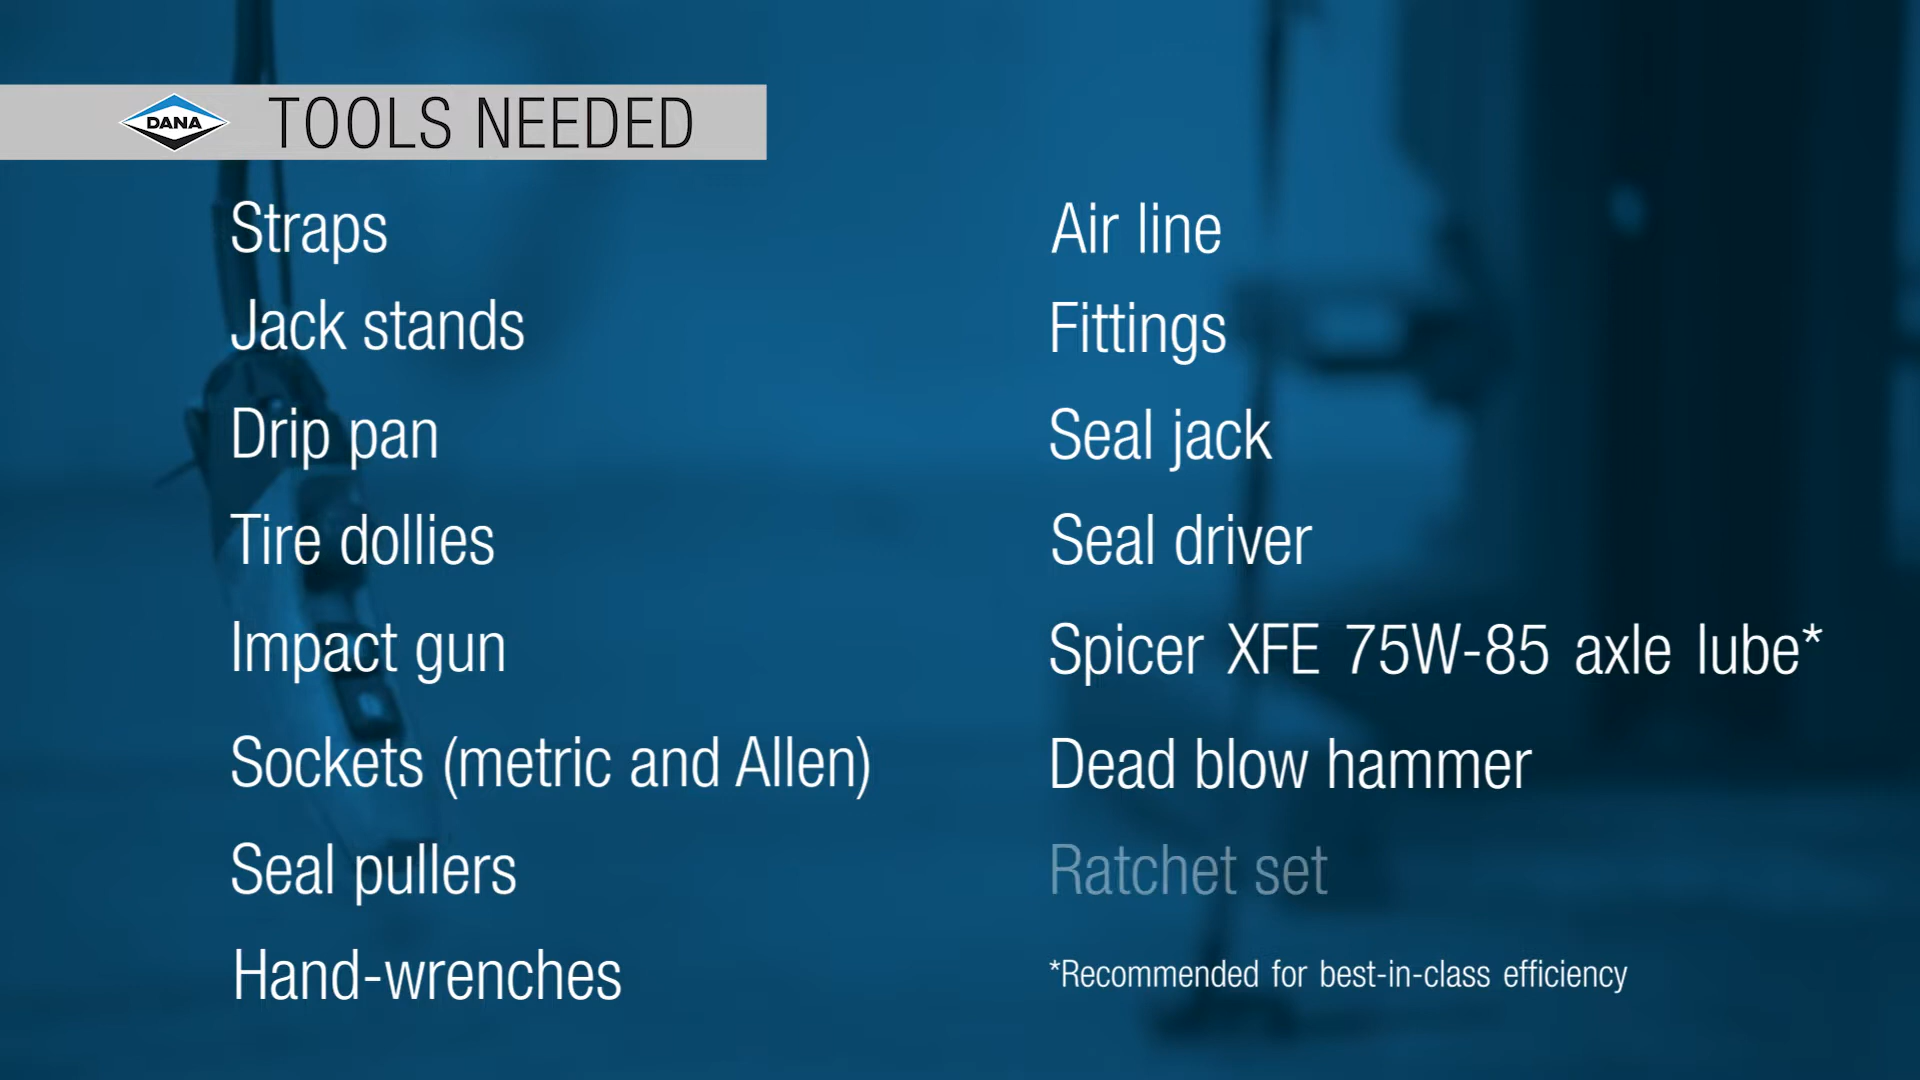 DANA
TOOLS NEEDED
Straps
Jack stands
Drip pan
Tire dollies
Impact gun
Sockets (metric and Allen)
Seal pullers
Hand-wrenches
Air line
Fittings
Seal jack
Seal driver
Spicer XFE 75W-85 axle lube*
Dead blow hammer
Ratchet set
*Recommended for best-in-class efficiency